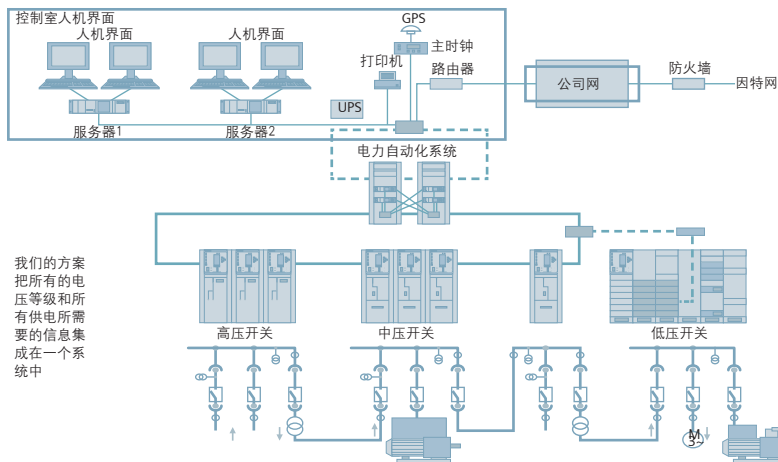 控制室人机界面
GPS
人机界面
人机界面
主时钟
打印机
路由器
防火墙
公司网
因特网
UPS
服务器1
服务器2
电力自动化系统
我们的方案
把所有的电
压等级和所
有供电所需
要的信息集
成在一个系
统中
高压开关
中压开关
低压开关
M
3~